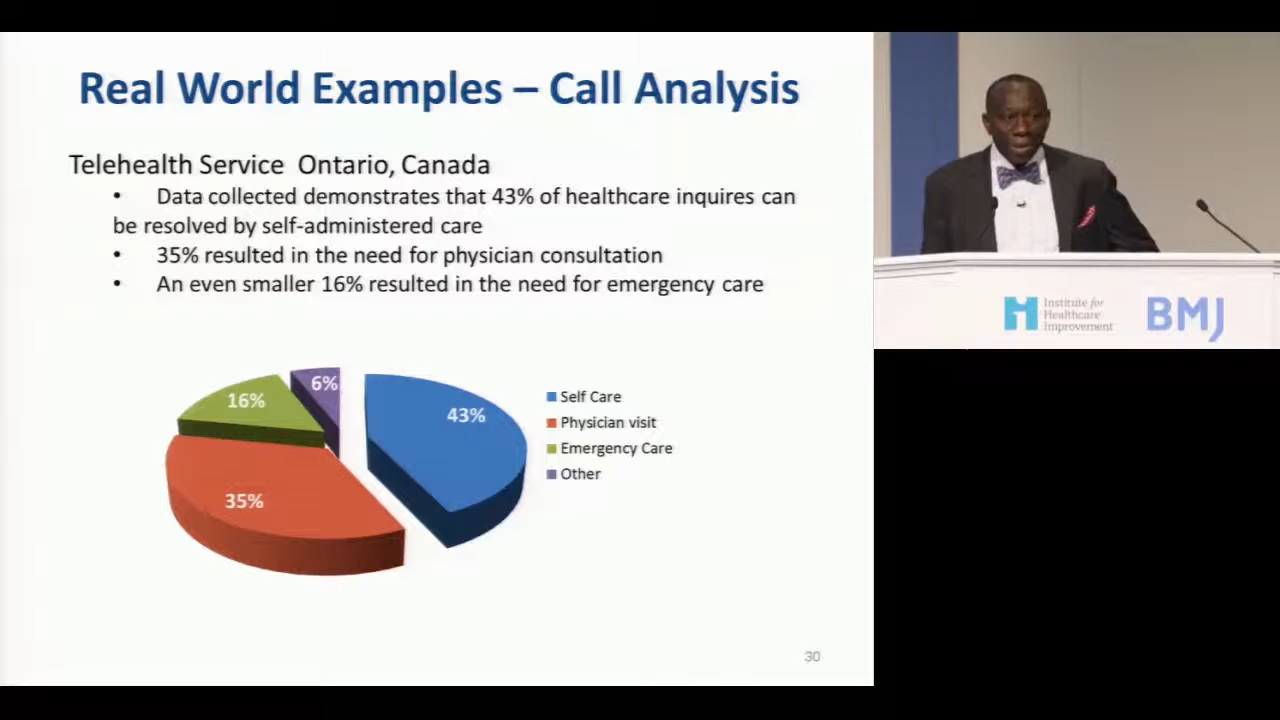 Real World Examples – Call Analysis
Telehealth Service Ontario, Canada
• Data collected demonstrates that 43% of healthcare inquires can
be resolved by self-administered care
• 35% resulted in the need for physician consultation
• An even smaller 16% resulted in the need for emergency care
6%
16%
43%
35%
Self Care
Physician visit
Emergency Care
Other
30
Institute for
Healthcare
Improvement
BMJ